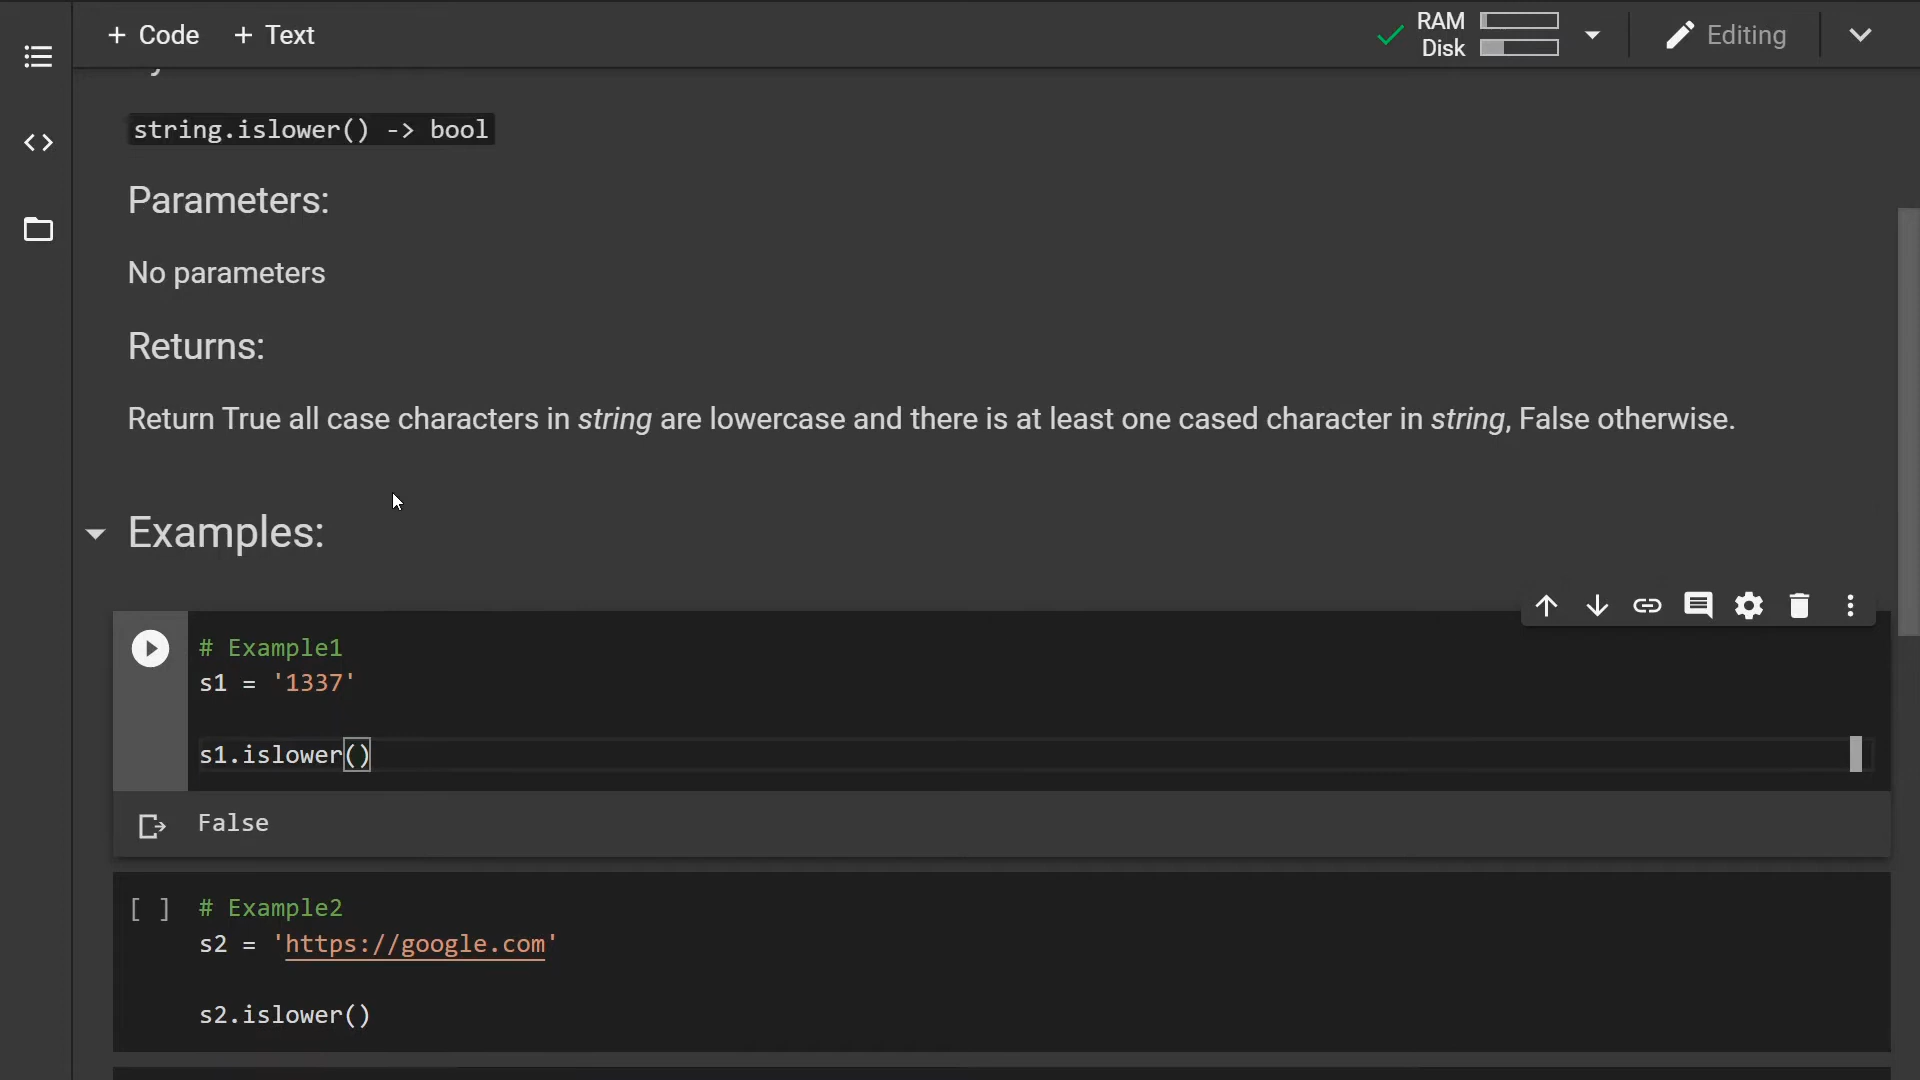 + Code + Text
RAM
Disk
Editing
string.islower() -> bool
Parameters:
No parameters
Returns:
Return True all case characters in string are lowercase and there is at least one cased character in string, False otherwise.
Examples:
# Example1
s1 = '1337'
s1.islower()
False
[ ] # Example2
s2 = 'https://google.com'
s2.islower()